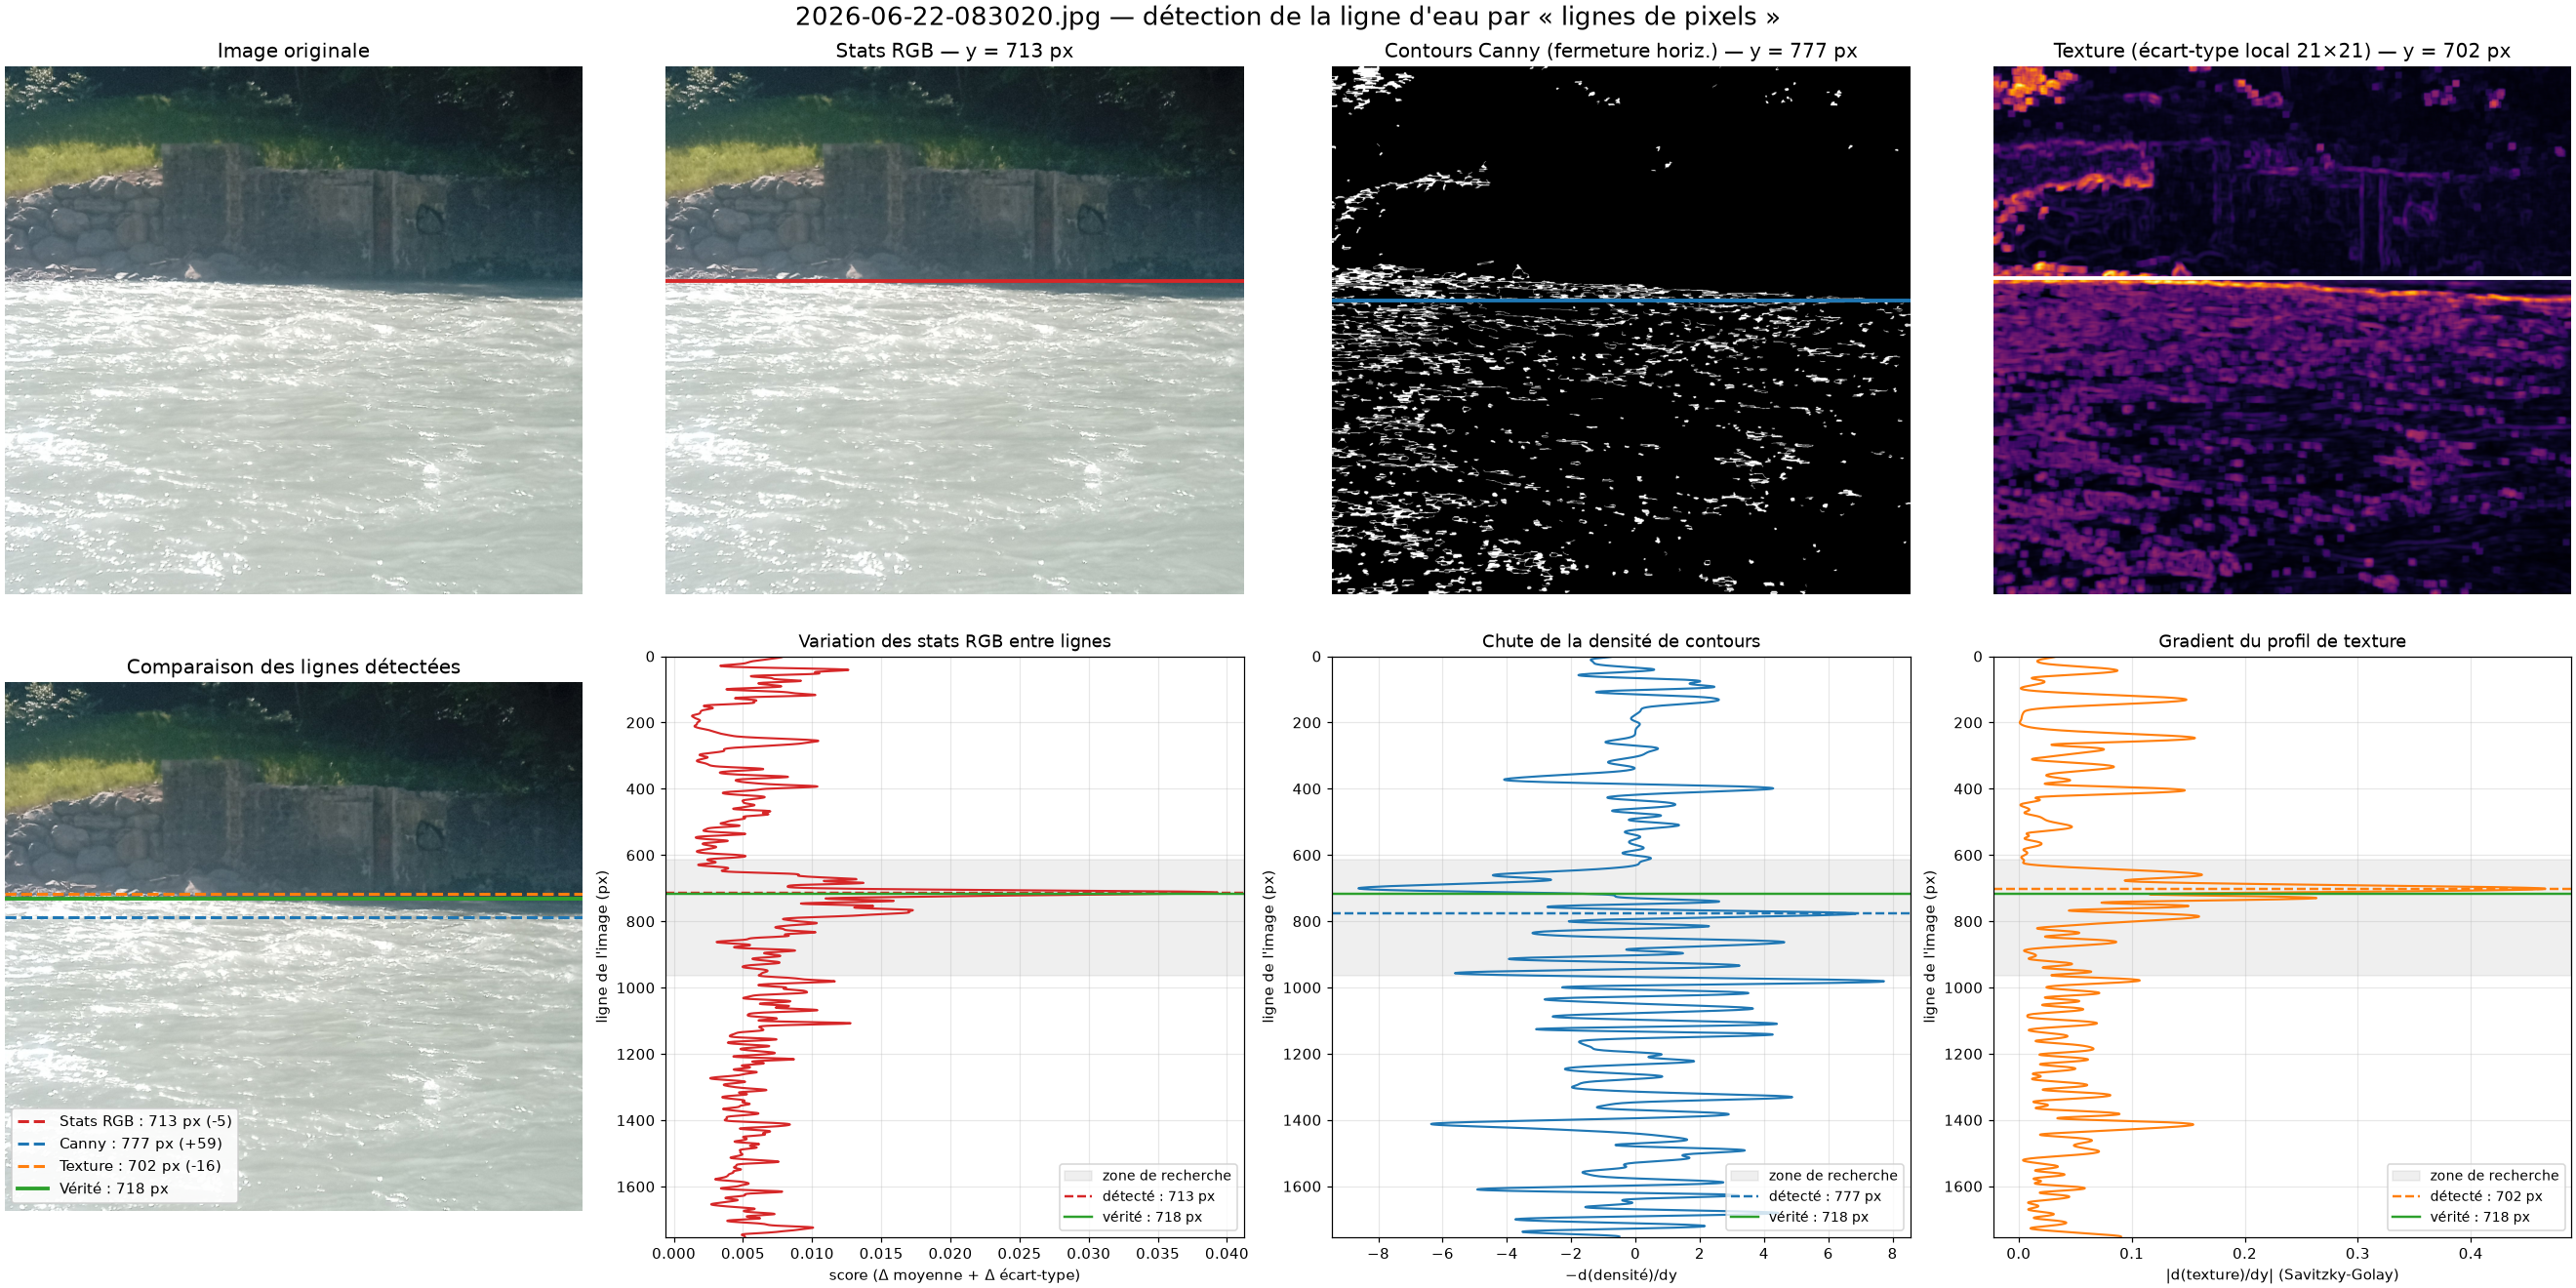 2026-06-22-083020.jpg — détection de la ligne d'eau par « lignes de pixels »
Image originale
Stats RGB — y = 713 px
Contours Canny (fermeture horiz.) — y = 777 px
Texture (écart-type local 21×21) — y = 702 px
Comparaison des lignes détectées
Stats RGB : 713 px (-5)
Canny : 777 px (+59)
Texture : 702 px (-16)
Vérité : 718 px
Variation des stats RGB entre lignes
ligne de l'image (px)
0
200
400
600
800
1000
1200
1400
1600
zone de recherche
détecté : 713 px
vérité : 718 px
0.000 0.005 0.010 0.015 0.020 0.025 0.030 0.035 0.040
score (Δ moyenne + Δ écart-type)
Chute de la densité de contours
ligne de l'image (px)
0
200
400
600
800
1000
1200
1400
1600
zone de recherche
détecté : 777 px
vérité : 718 px
−8 −6 −4 −2 0 2 4 6 8
−d(densité)/dy
Gradient du profil de texture
ligne de l'image (px)
0
200
400
600
800
1000
1200
1400
1600
zone de recherche
détecté : 702 px
vérité : 718 px
0.0 0.1 0.2 0.3 0.4
|d(texture)/dy| (Savitzky-Golay)